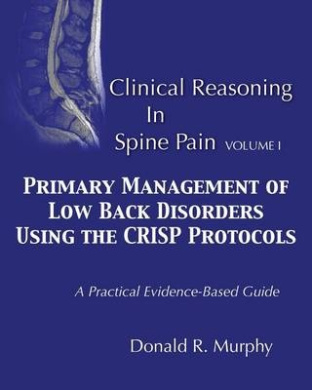 Clinical Reasoning
In
Spine Pain VOLUME I
PRIMARY MANAGEMENT OF
LOW BACK DISORDERS
USING THE CRISP PROTOCOLS
A Practical Evidence-Based Guide
Donald R. Murphy